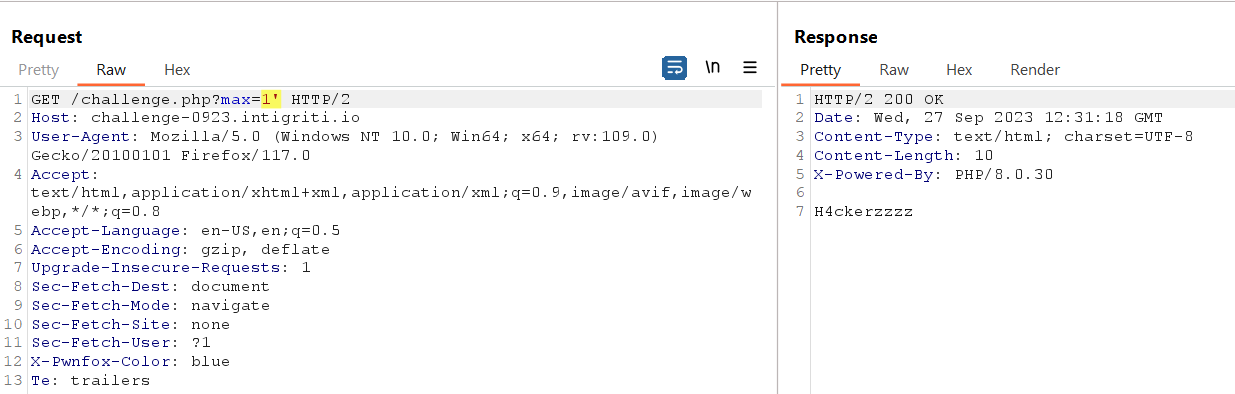 Request
Pretty Raw Hex
\n
1 GET /challenge.php?max=1' HTTP/2
2 Host: challenge-0923.intigriti.io
3 User-Agent: Mozilla/5.0 (Windows NT 10.0; Win64; x64; rv:109.0)
Gecko/20100101 Firefox/117.0
4 Accept:
text/html,application/xhtml+xml,application/xml;q=0.9,image/avif,image/w
ebp,*/*;q=0.8
5 Accept-Language: en-US,en;q=0.5
6 Accept-Encoding: gzip, deflate
7 Upgrade-Insecure-Requests: 1
8 Sec-Fetch-Dest: document
9 Sec-Fetch-Mode: navigate
10 Sec-Fetch-Site: none
11 Sec-Fetch-User: ?1
12 X-Pwnfox-Color: blue
13 Te: trailers
Response
Pretty Raw Hex Render
1 HTTP/2 200 OK
2 Date: Wed, 27 Sep 2023 12:31:18 GMT
3 Content-Type: text/html; charset=UTF-8
4 Content-Length: 10
5 X-Powered-By: PHP/8.0.30
6
7 H4ckerzzzz